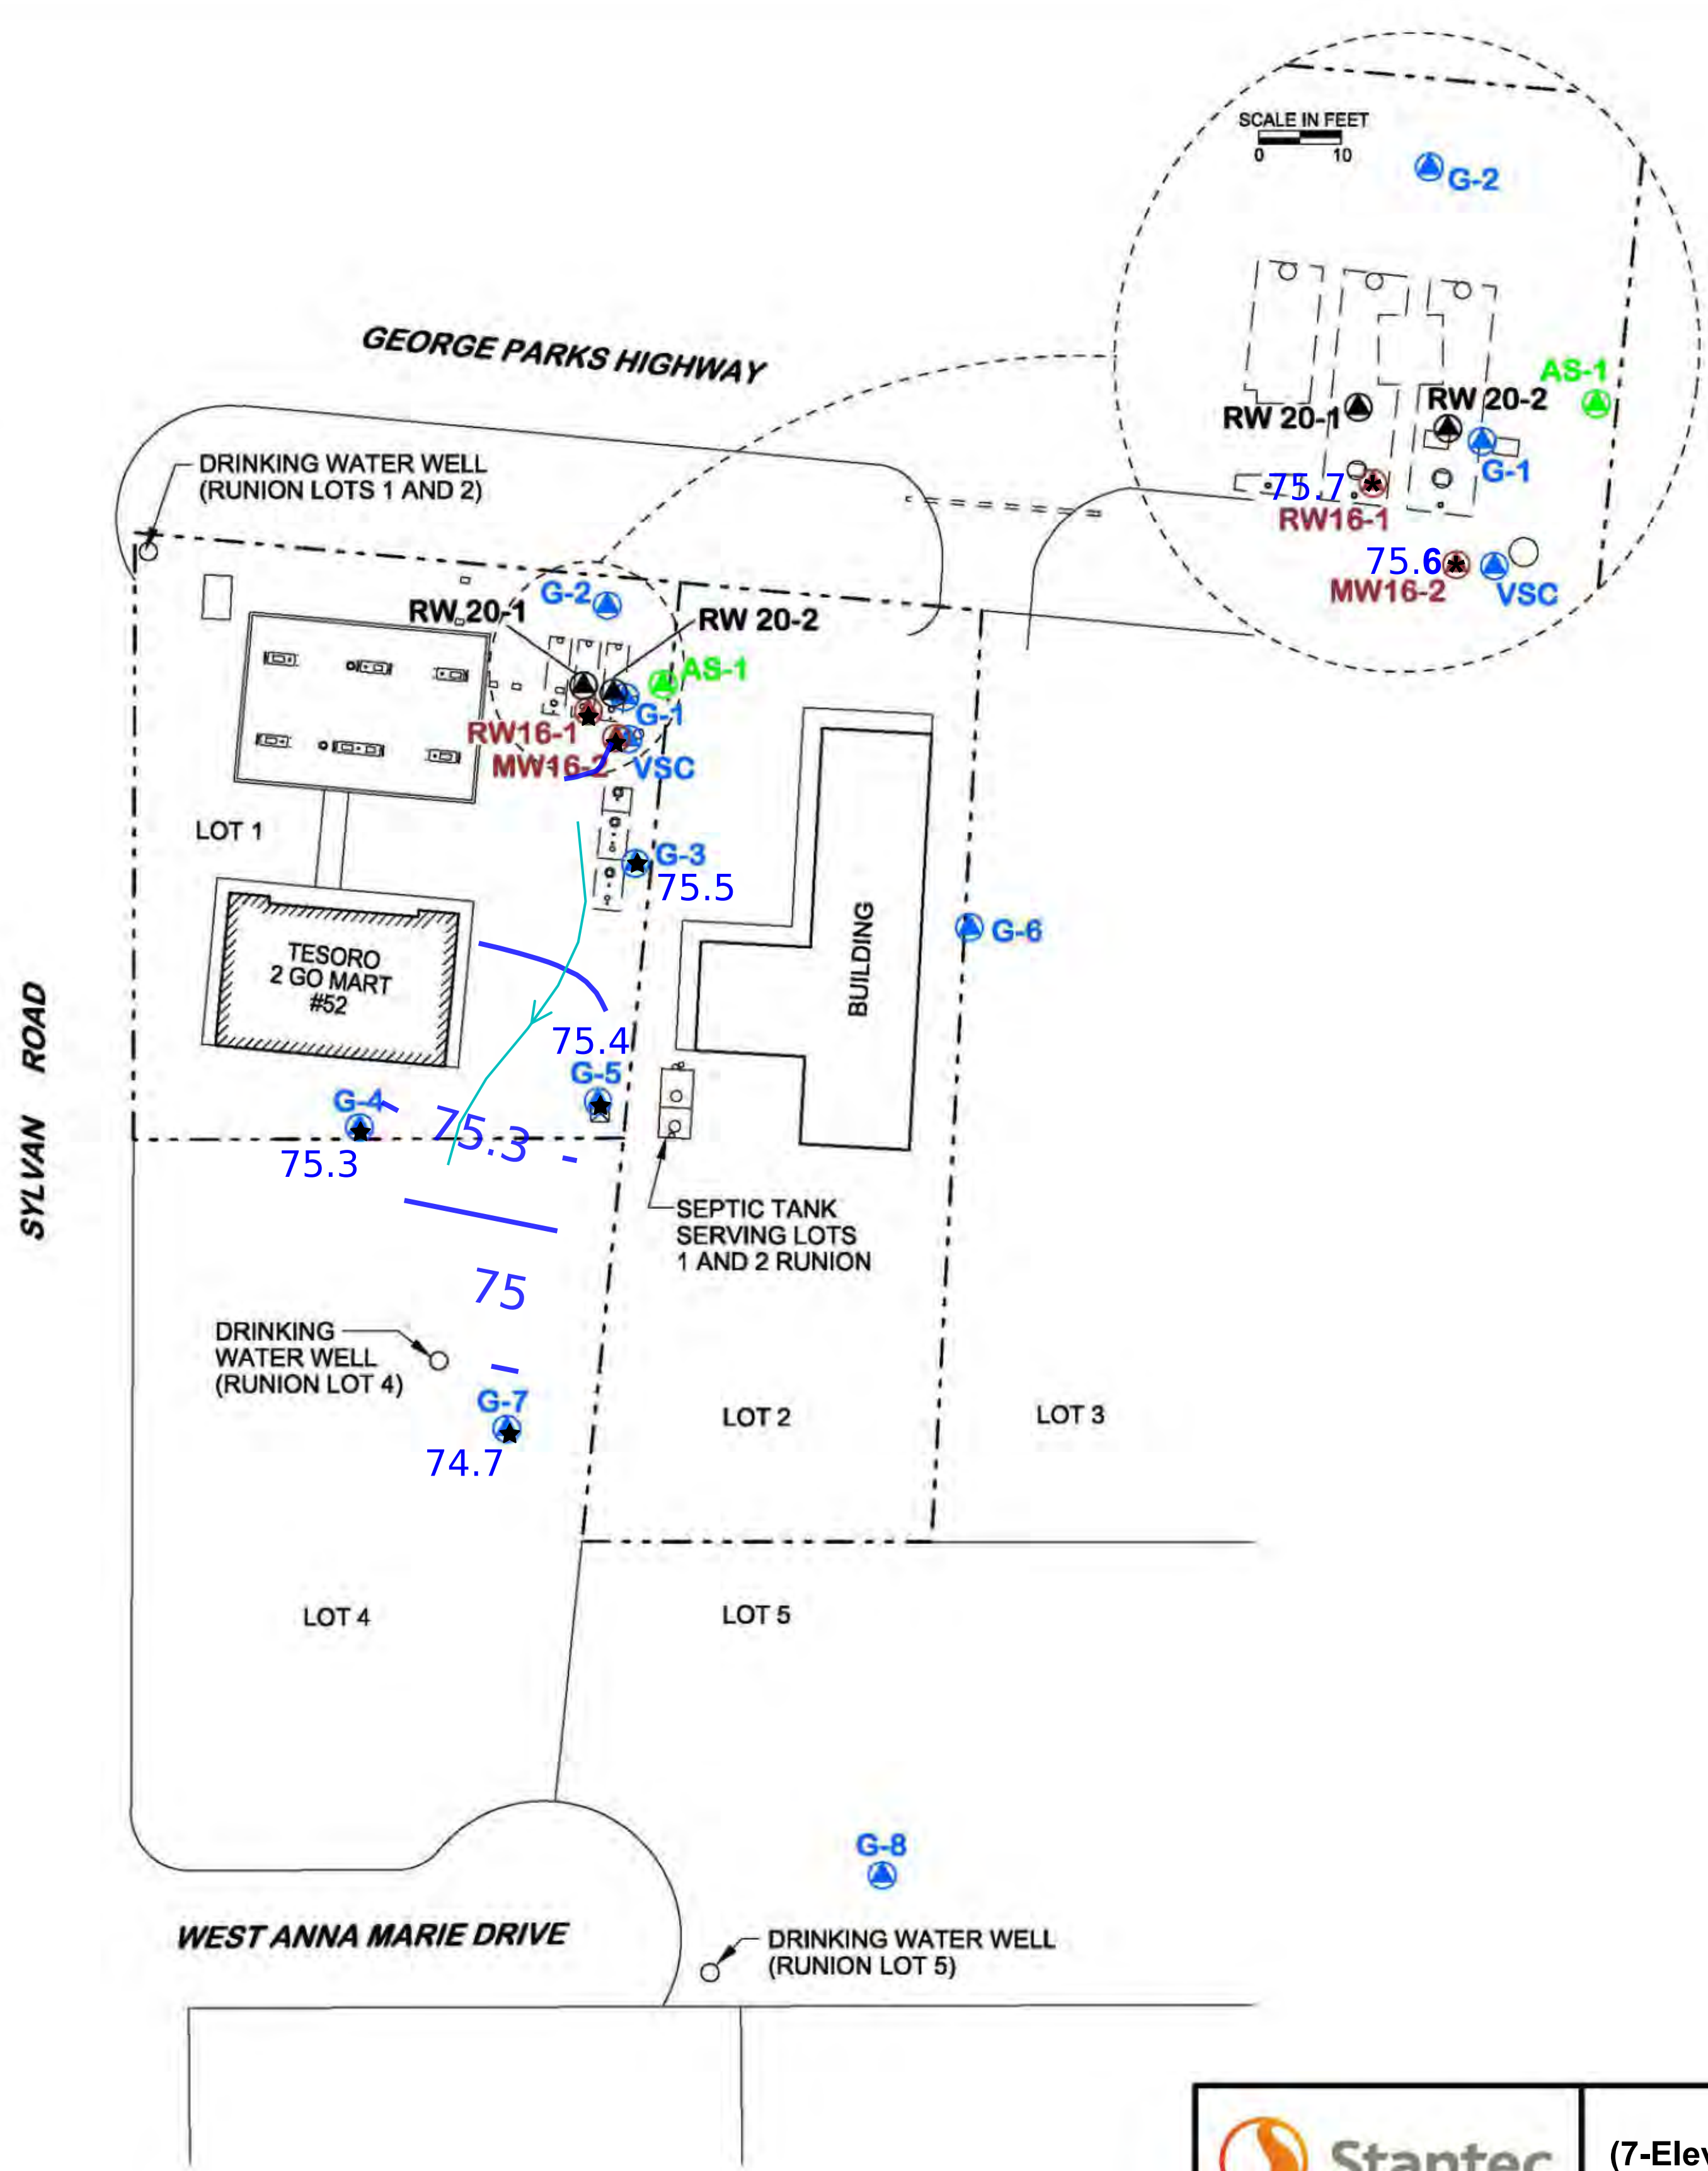 SCALE IN FEET
0 10
G-2
AS-1
RW 20-1
RW 20-2
G-1
75.7
RW16-1
75.6
MW16-2
VSC
GEORGE PARKS HIGHWAY
DRINKING WATER WELL
(RUNION LOTS 1 AND 2)
G-2
RW 20-1
RW 20-2
AS-1
G-1
RW16-1
MW16-2
VSC
LOT 1
G-3
75.5
TESORO
2 GO MART
#52
BUILDING
G-6
SYLVAN ROAD
75.4
G-5
G-4
75.3
75.3
SEPTIC TANK
SERVING LOTS
1 AND 2 RUNION
75
DRINKING
WATER WELL
(RUNION LOT 4)
G-7
74.7
LOT 2
LOT 3
LOT 4
LOT 5
G-8
WEST ANNA MARIE DRIVE
DRINKING WATER WELL
(RUNION LOT 5)
Stantec
(7-Elev